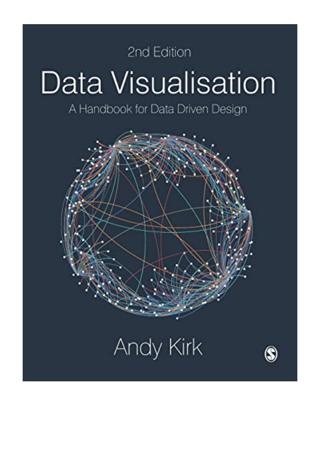 2nd Edition
Data Visualisation
A Handbook for Data Driven Design
Andy Kirk